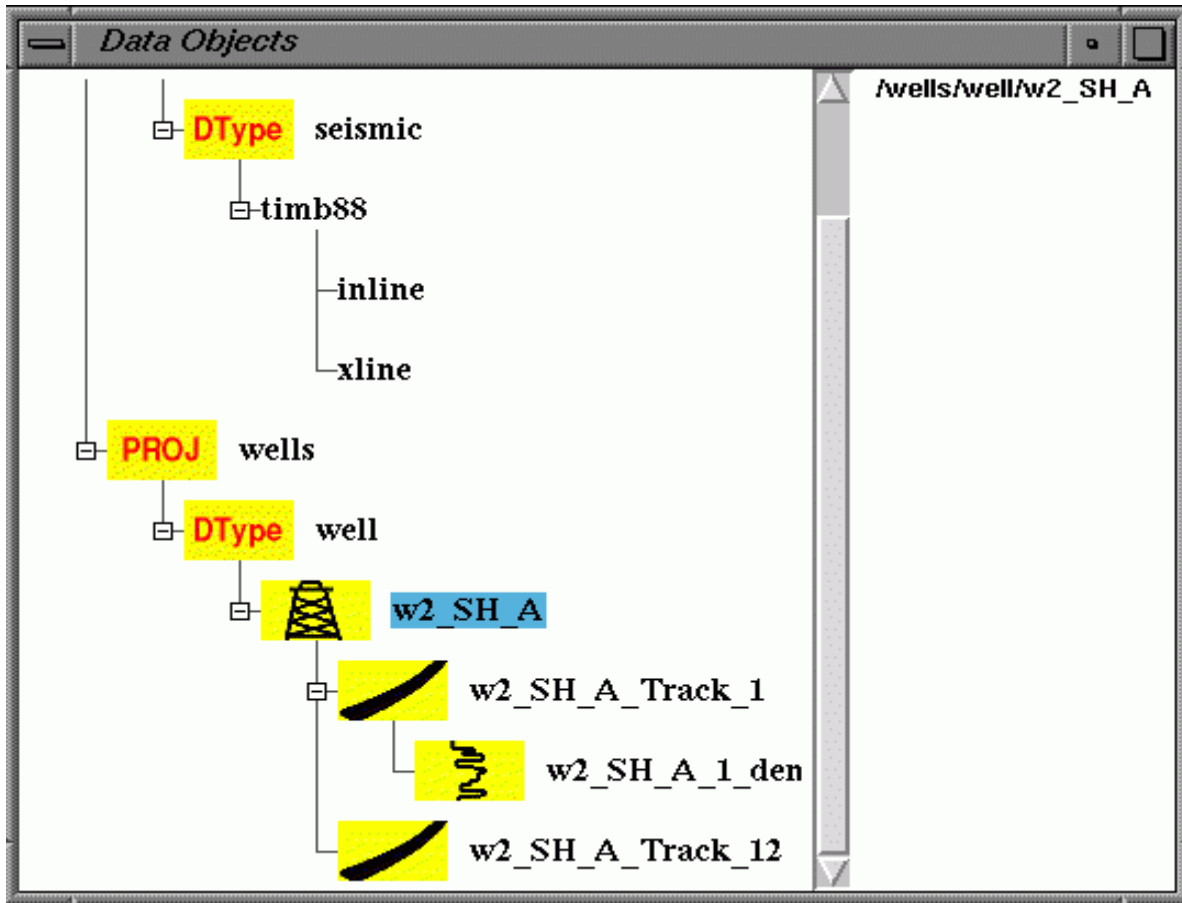 Data Objects
/wells/well/w2_SH_A
DType seismic
timb88
inline
xline
PROJ wells
DType well
w2_SH_A
w2_SH_A_Track_1
w2_SH_A_1_den
w2_SH_A_Track_12